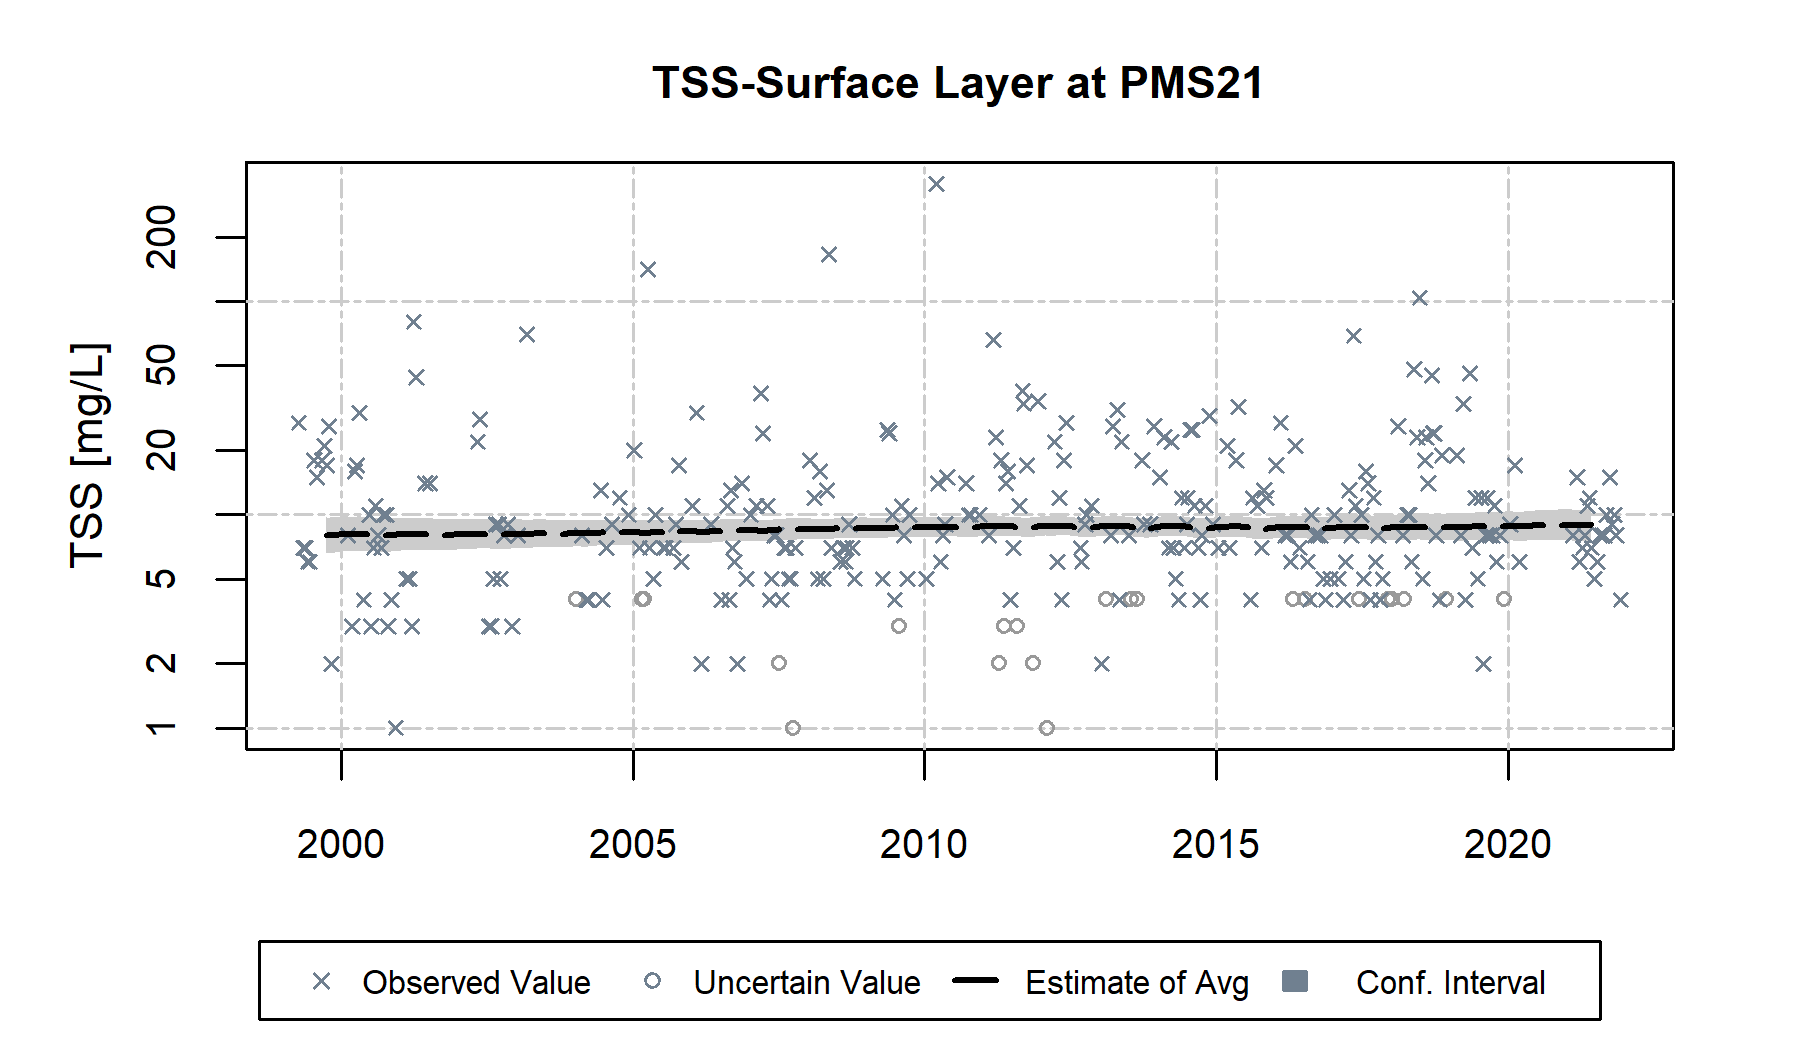 TSS-Surface Layer at PMS21
TSS [mg/L]
200
50
20
5
2
1
2000 2005 2010 2015 2020
Observed Value Uncertain Value Estimate of Avg Conf. Interval